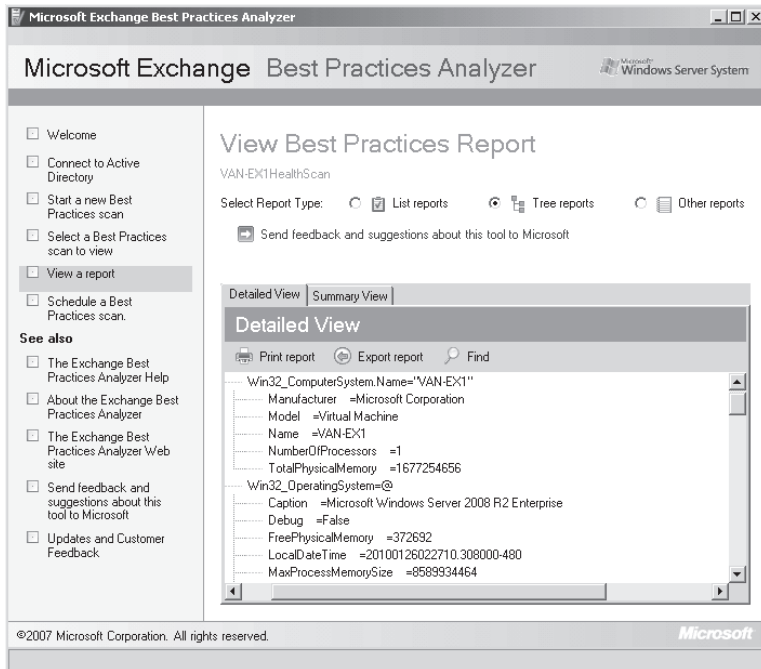 Microsoft Exchange Best Practices Analyzer
Microsoft Exchange Best Practices Analyzer
Microsoft
Windows Server System
Welcome
Connect to Active
Directory
Start a new Best
Practices scan
Select a Best Practices
scan to view
View a report
Schedule a Best
Practices scan.
See also
The Exchange Best
Practices Analyzer Help
About the Exchange Best
Practices Analyzer
The Exchange Best
Practices Analyzer Web
site
Send feedback and
suggestions about this
tool to Microsoft
Updates and Customer
Feedback
View Best Practices Report
VAN-EX1HealthScan
Select Report Type: List reports Tree reports Other reports
Send feedback and suggestions about this tool to Microsoft
Detailed View Summary View
Detailed View
Print report Export report Find
Win32_ComputerSystem.Name="VAN-EX1"
Manufacturer =Microsoft Corporation
Model =Virtual Machine
Name =VAN-EX1
NumberOfProcessors =1
TotalPhysicalMemory =1677254656
Win32_OperatingSystem=@
Caption =Microsoft Windows Server 2008 R2 Enterprise
Debug =False
FreePhysicalMemory =372692
LocalDateTime =20100126022710.308000-480
MaxProcessMemorySize =8589934464
©2007 Microsoft Corporation. All rights reserved.
Microsoft